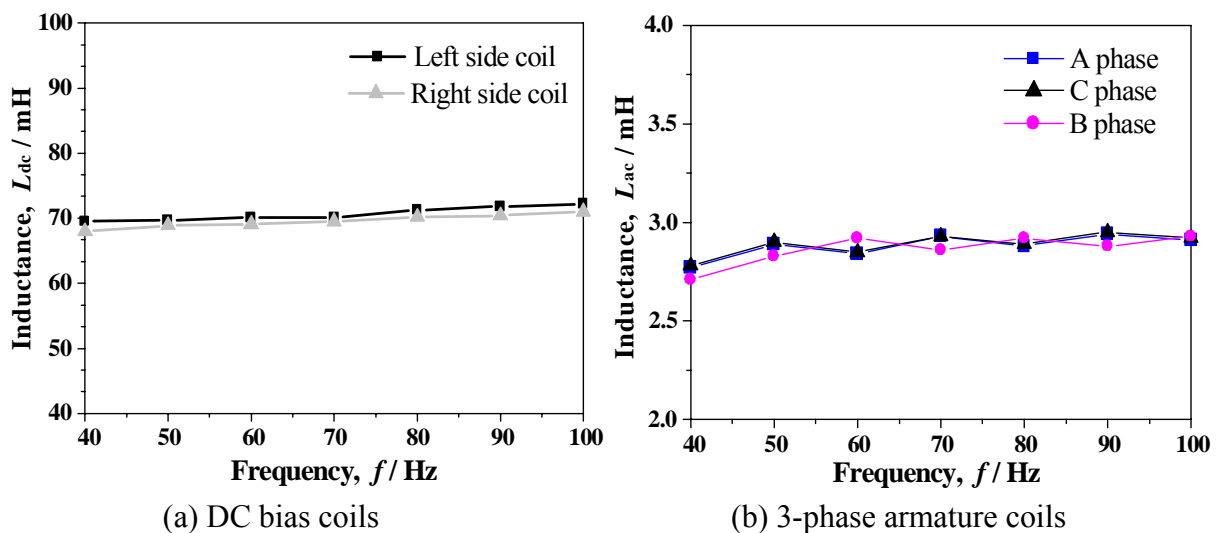 100
90
80
70
60
50
40
40 50 60 70 80 90 100
Inductance, Ldc / mH
Frequency, f / Hz
Left side coil
Right side coil
(a) DC bias coils
4.0
3.5
3.0
2.5
2.0
40 50 60 70 80 90 100
Inductance, Lac / mH
Frequency, f / Hz
A phase
C phase
B phase
(b) 3-phase armature coils